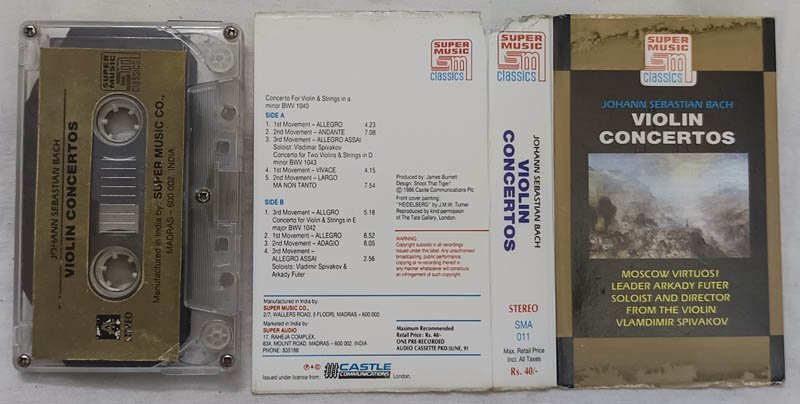 SUPER
MUSIC
sm
classics
JOHANN SEBASTIAN BACH
VIOLIN CONCERTOS
Manufactured in India by: SUPER MUSIC CO.,
MADRAS - 600 002. INDIA.
A
STEREO
SUPER
MUSIC
sm
classics
Concerto For Violin & Strings in a
minor BWV 1040
SIDE A
1. 1st Movement – ALLEGRO 4.23
2. 2nd Movement – ANDANTE 7.08
3. 3rd Movement – ALLEGRO ASSAI
Soloist: Vladimar Spivakov
Concerto for Two Violins & Strings in D
minor BWV 1043
4. 1st Movement – VIVACE 4.15
5. 2nd Movement – LARGO
MA NON TANTO 7.54
SIDE B
1. 3rd Movement – ALLGRO 5.18
Concerto for Violin & Strings in E
major BWV 1042
2. 1st Movement – ALLEGRO 8.52
3. 2nd Movement – ADAGIO 6.05
4. 3rd Movement –
ALLEGRO ASSAI 2.56
Soloists: Vladimir Spivakov &
Arkady Futer
Produced by: James Burnett
Design: Shoot That Tiger!
© 1986 Castle Communications Plc
Front cover painting:
"HEIDELBERG" by J.M.W. Turner
Reproduced by kind permission
of The Tate Gallery, London.
WARNING:
Copyright subsists in all recordings
issued under this label. Any unauthorised
broadcasting, public performance,
copying or re-recording thereof in
any manner whatsoever will constitute
an infringement of such copyright.
Manufactured in India by:
SUPER MUSIC CO.,
2/7, WALLERS ROAD, II FLOOR, MADRAS - 600 002.
Marketed in India by:
SUPER AUDIO
17, RAHEJA COMPLEX,
834, MOUNT ROAD, MADRAS - 600 002. INDIA
PHONE: 835168
Maximum Recommended
Retail Price: Rs. 40/-
ONE PRE-RECORDED
AUDIO CASSETTE PKD JUNE, 91
Issued under licence from:
CASTLE
COMMUNICATIONS
London.
SUPER
MUSIC
sm
classics
JOHANN SEBASTIAN BACH
VIOLIN
CONCERTOS
STEREO
SMA
011
Max. Retail Price
Incl. All Taxes
Rs. 40/-
SUPER
MUSIC
sm
classics
JOHANN SEBASTIAN BACH
VIOLIN
CONCERTOS
MOSCOW VIRTUOSI
LEADER ARKADY FUTER
SOLOIST AND DIRECTOR
FROM THE VIOLIN
VLAMDIMIR SPIVAKOV